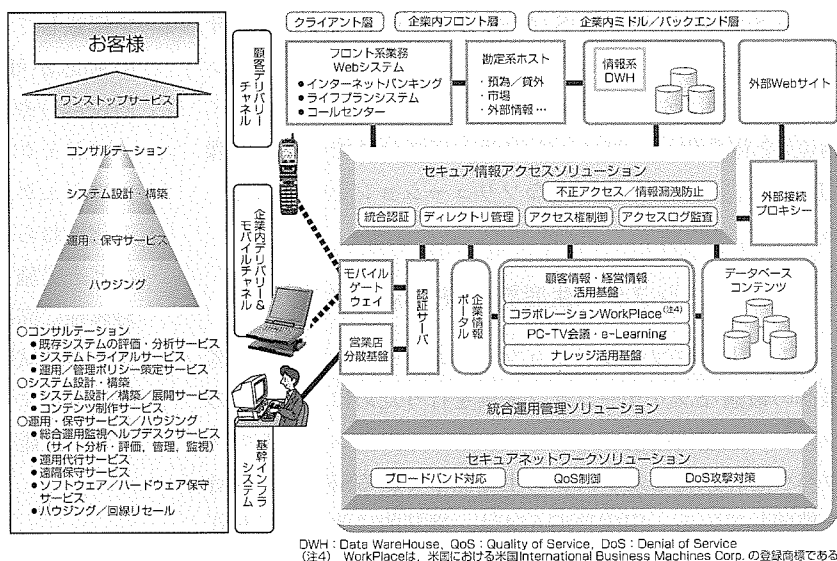 お客様
ワンストップサービス
コンサルテーション
システム設計・構築
運用・保守サービス
ハウジング
○コンサルテーション
●既存システムの評価・分析サービス
●システムトライアルサービス
●運用／管理ポリシー策定サービス
○システム設計・構築
●システム設計／構築／展開サービス
●コンテンツ制作サービス
○運用・保守サービス／ハウジング
●総合運用監視ヘルプデスクサービス
（サイト分析・評価，管理，監視）
●運用代行サービス
●遠隔保守サービス
●ソフトウェア／ハードウェア保守
サービス
●ハウジング／回線リセール
顧客デリバリー
チャネル
企業内デリバリー&
モバイルチャネル
基幹インフラ
システム
クライアント層
企業内フロント層
企業内ミドル／バックエンド層
フロント系業務
Webシステム
●インターネットバンキング
●ライフプランシステム
●コールセンター
勘定系ホスト
・預為／貸外
・市場
・外部情報…
情報系
DWH
外部Webサイト
セキュア情報アクセスソリューション
不正アクセス／情報漏洩防止
統合認証
ディレクトリ管理
アクセス権制御
アクセスログ監査
外部接続
プロキシー
モバイル
ゲート
ウェイ
営業店
分散基盤
認証サーバ
企業情報
ポータル
顧客情報・経営情報
活用基盤
コラボレーションWorkPlace(注4)
PC-TV会議・e-Learning
ナレッジ活用基盤
データベース
コンテンツ
統合運用管理ソリューション
セキュアネットワークソリューション
ブロードバンド対応
QoS制御
DoS攻撃対策
DWH：Data WareHouse，QoS：Quality of Service，DoS：Denial of Service
（注4） WorkPlaceは，米国における米国International Business Machines Corp. の登録商標である。